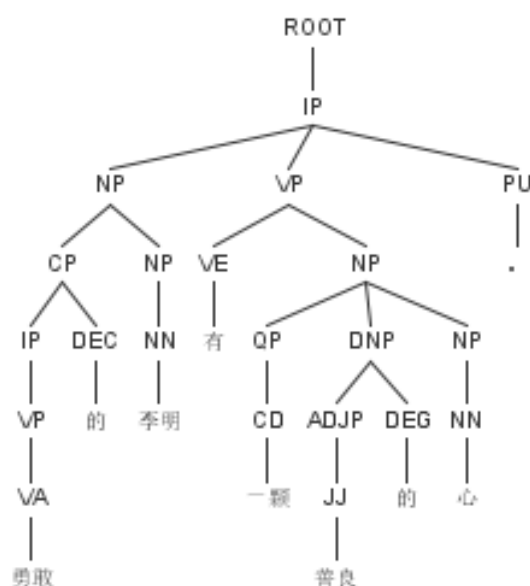 ROOT
IP
NP VP PU
CP NP VE NP .
IP DEC NN 有 QP DNP NP
VP 的 李明 CD ADJP DEG NN
VA 一颗 JJ 的 心
勇敢 善良